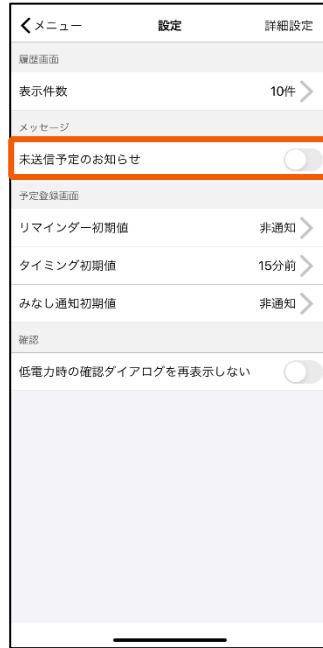 メニュー 設定 詳細設定
履歴画面
表示件数 10件
メッセージ
未送信予定のお知らせ
予定登録画面
リマインダー初期値 非通知
タイミング初期値 15分前
みなし通知初期値 非通知
確認
低電力時の確認ダイアログを再表示しない